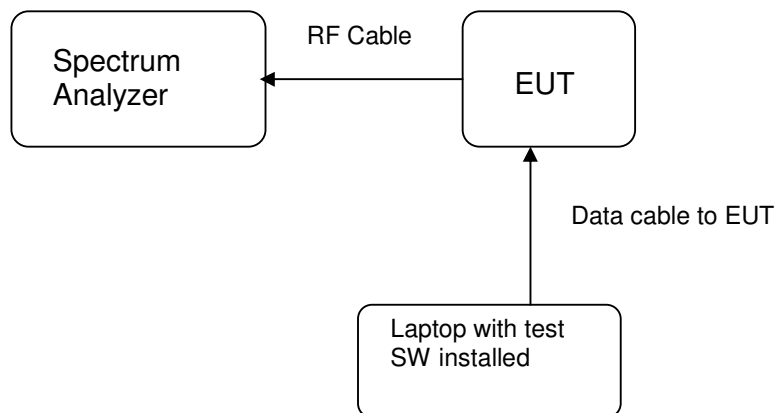 RF Cable
Spectrum
Analyzer
EUT
Data cable to EUT
Laptop with test
SW installed